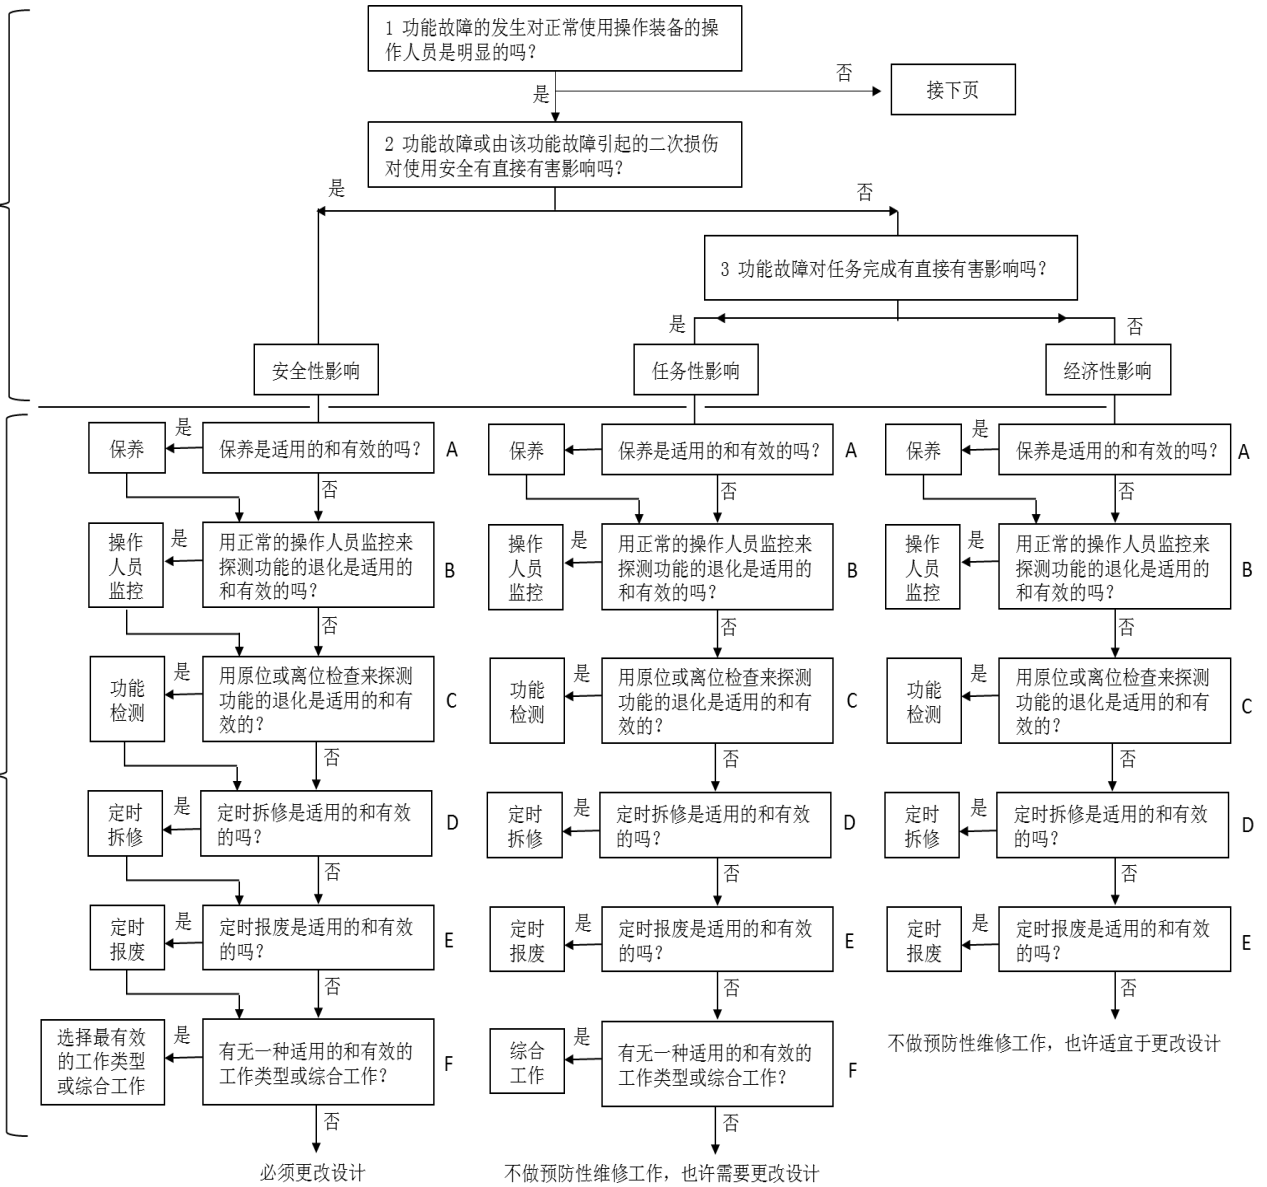 1 功能故障的发生对正常使用操作装备的操
作人员是明显的吗？
否
接下页
是
2 功能故障或由该功能故障引起的二次损伤
对使用安全有直接有害影响吗？
是
否
3 功能故障对任务完成有直接有害影响吗？
是
否
安全性影响
任务性影响
经济性影响
保养
是
保养是适用的和有效的吗？
A
否
操作
人员
监控
是
用正常的操作人员监控来
探测功能的退化是适用的
和有效的吗？
B
否
功能
检测
是
用原位或离位检查来探测
功能的退化是适用的和有
效的？
C
否
定时
拆修
是
定时拆修是适用的和有效
的吗？
D
否
定时
报废
是
定时报废是适用的和有效
的吗？
E
否
选择最有效
的工作类型
或综合工作
是
有无一种适用的和有效的
工作类型或综合工作？
F
否
必须更改设计
保养
保养是适用的和有效的吗？
A
否
操作
人员
监控
是
用正常的操作人员监控来
探测功能的退化是适用的
和有效的吗？
B
否
功能
检测
是
用原位或离位检查来探测
功能的退化是适用的和有
效的？
C
否
定时
拆修
是
定时拆修是适用的和有效
的吗？
D
否
定时
报废
是
定时报废是适用的和有效
的吗？
E
否
综合
工作
是
有无一种适用的和有效的
工作类型或综合工作？
F
否
不做预防性维修工作，也许需要更改设计
保养
是
保养是适用的和有效的吗？
A
否
操作
人员
监控
是
用正常的操作人员监控来
探测功能的退化是适用的
和有效的吗？
B
否
功能
检测
是
用原位或离位检查来探测
功能的退化是适用的和有
效的？
C
否
定时
拆修
是
定时拆修是适用的和有效
的吗？
D
否
定时
报废
是
定时报废是适用的和有效
的吗？
E
否
不做预防性维修工作，也许适宜于更改设计